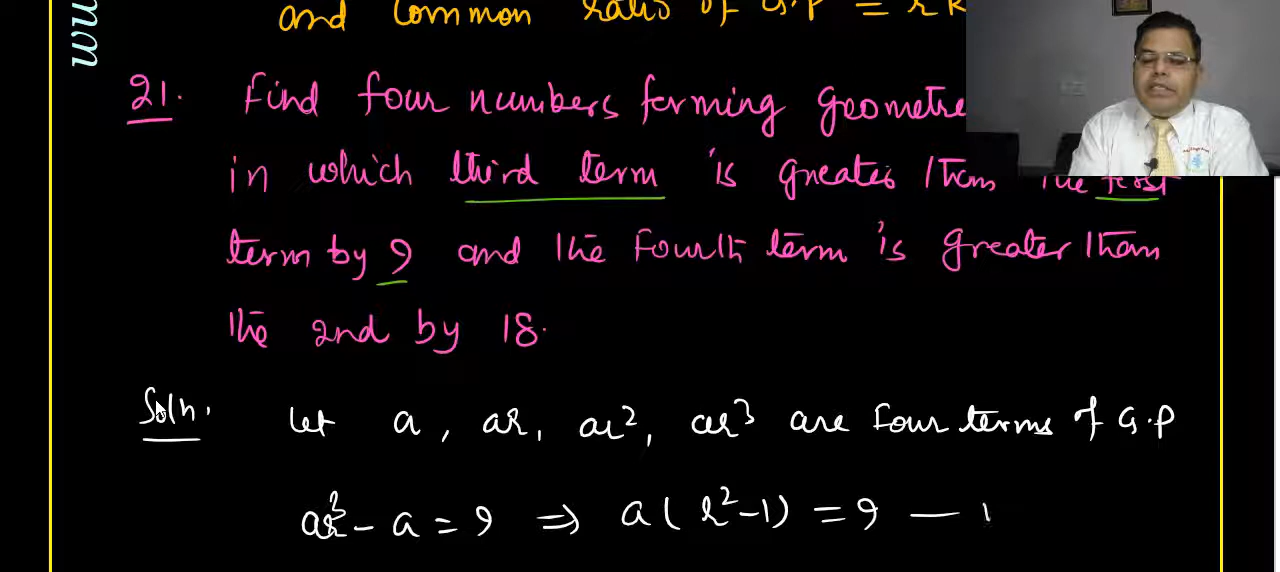 and common ratio of G.P =
www
21. Find four numbers forming geometre
in which third term is greater than the first
term by 9 and the fourth term is greater than
the 2nd by 18.
Soln. Let a, ar, ar², ar³ are four terms of G.P
ar² - a = 9 ⇒ a(r²-1) = 9 — 1